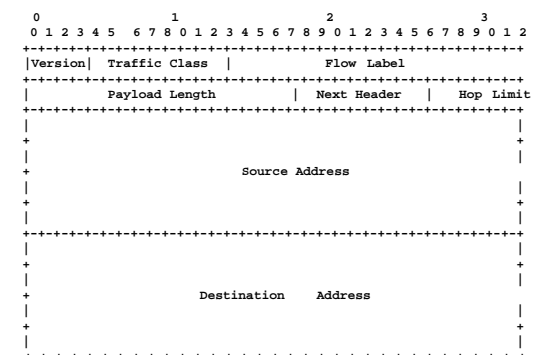 0 1 2 3
0 1 2 3 4 5 6 7 8 0 1 2 3 4 5 6 7 8 9 0 1 2 3 4 5 6 7 8 9 0 1 2
+-+-+-+-+-+-+-+-+-+-+-+-+-+-+-+-+-+-+-+-+-+-+-+-+-+-+-+-+-+-+-+-+
|Version| Traffic Class | Flow Label
+-+-+-+-+-+-+-+-+-+-+-+-+-+-+-+-+-+-+-+-+-+-+-+-+-+-+-+-+-+-+-+-+
| Payload Length | Next Header | Hop Limit
+-+-+-+-+-+-+-+-+-+-+-+-+-+-+-+-+-+-+-+-+-+-+-+-+-+-+-+-+-+-+-+-+
| |
+ +
| |
+ Source Address
| |
+ +
| |
+-+-+-+-+-+-+-+-+-+-+-+-+-+-+-+-+-+-+-+-+-+-+-+-+-+-+-+-+-+-+-+-+
| |
+ +
| |
+ Destination Address
| |
+ +
| |